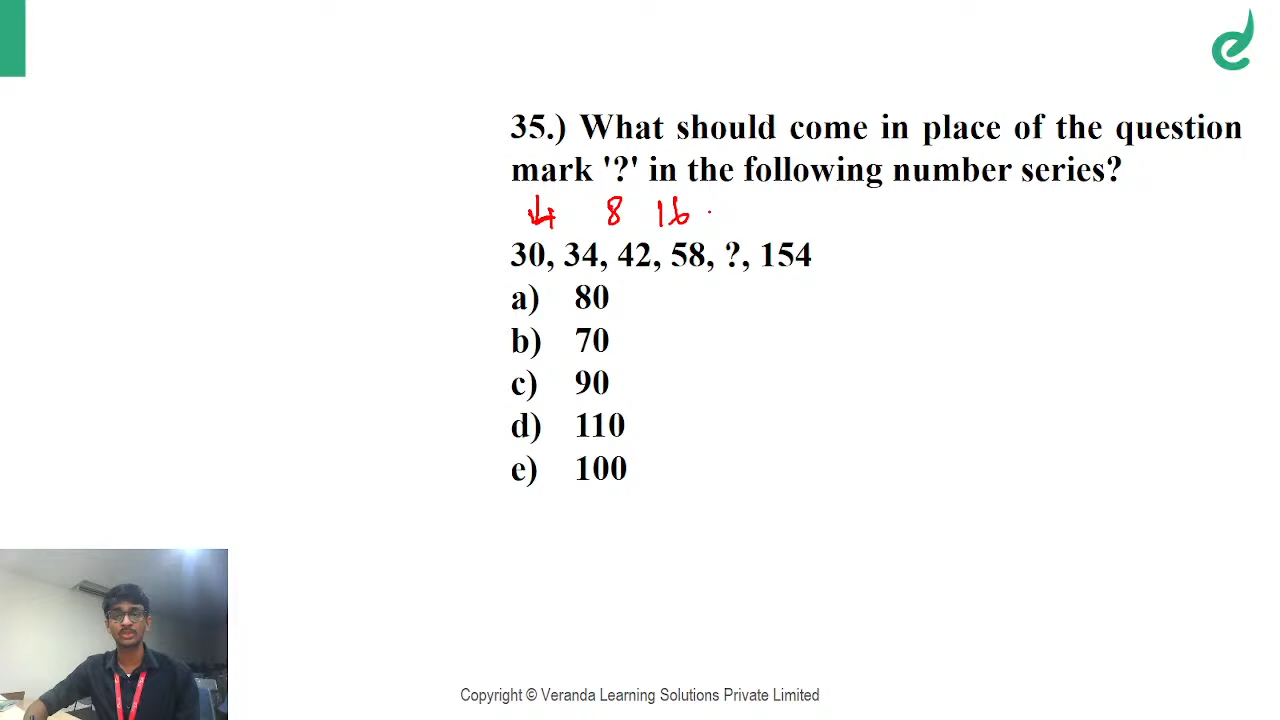 35.) What should come in place of the question
mark '?' in the following number series?
4 8 16
30, 34, 42, 58, ?, 154
a) 80
b) 70
c) 90
d) 110
e) 100
Copyright © Veranda Learning Solutions Private Limited